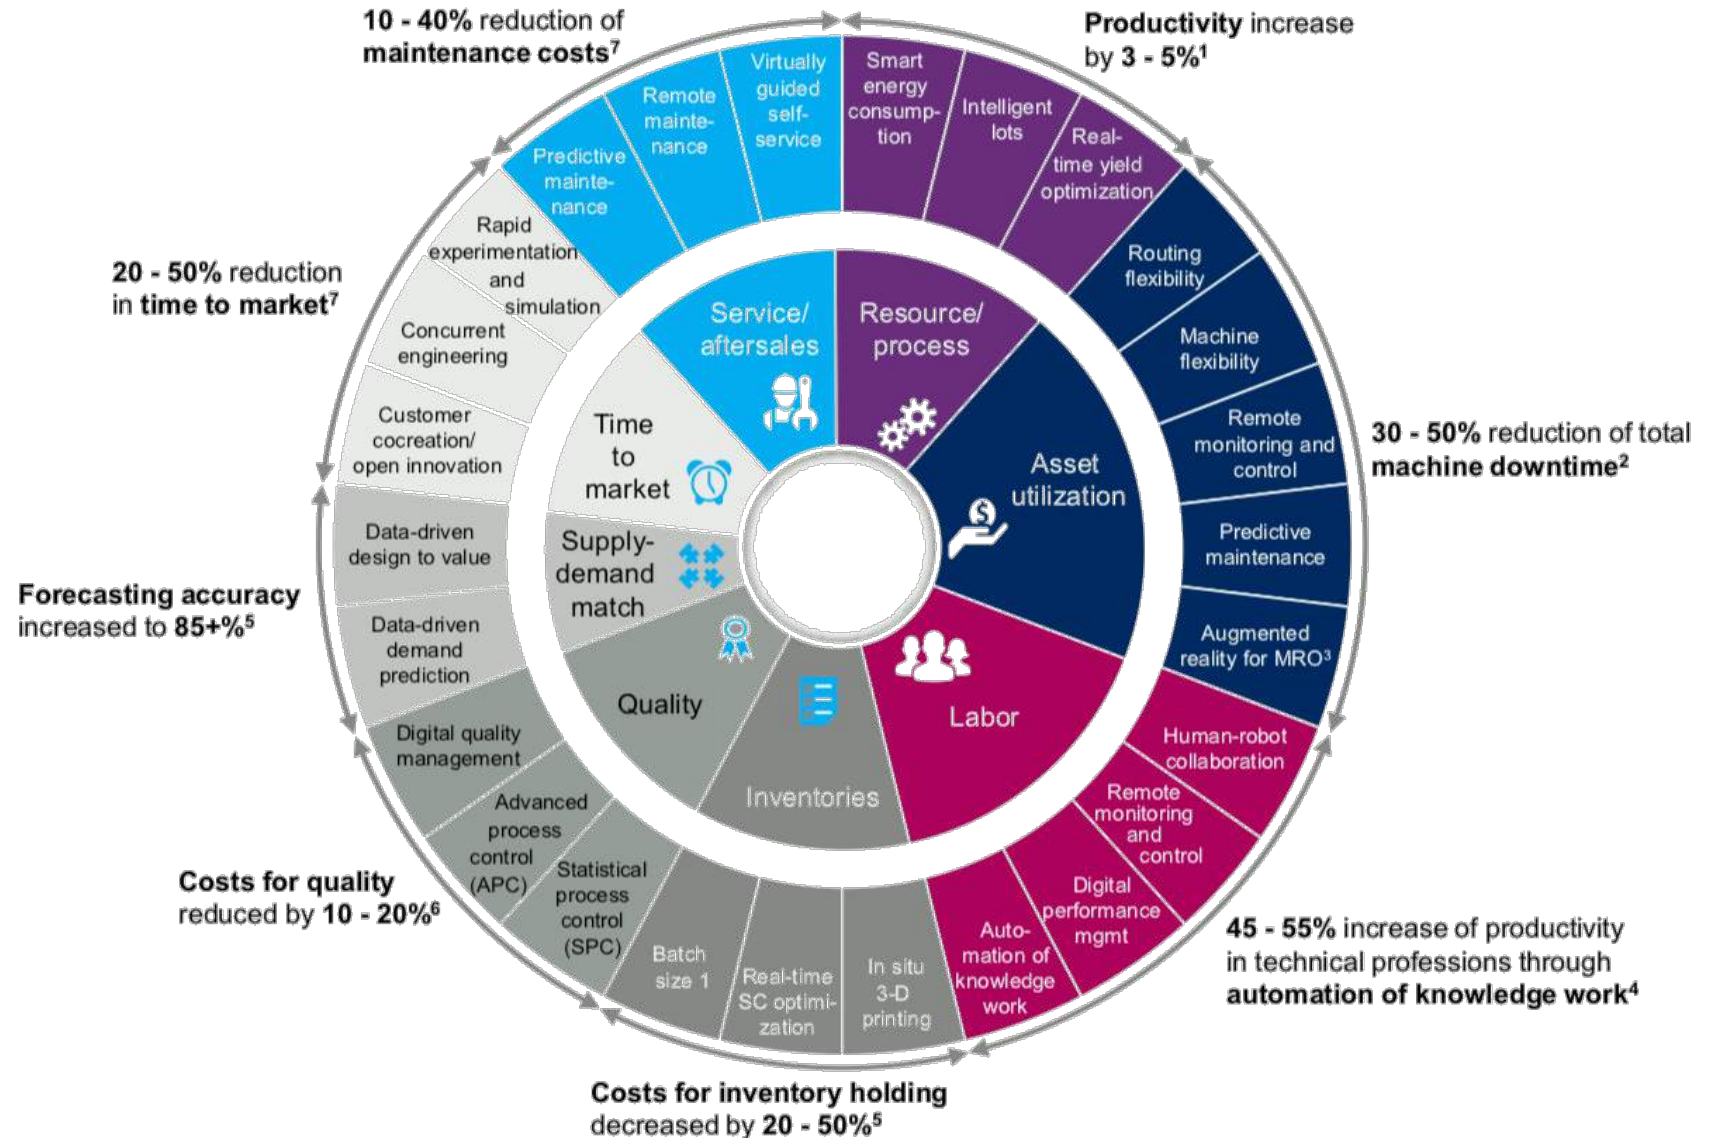 10 - 40% reduction of
maintenance costs⁷
Productivity increase
by 3 - 5%¹
Virtually
guided
self-
service
Smart
energy
consump-
tion
Remote
mainte-
nance
Intelligent
lots
Predictive
mainte-
nance
Real-
time yield
optimization
Rapid
experimentation
and
simulation
Routing
flexibility
20 - 50% reduction
in time to market⁷
Service/
aftersales
Resource/
process
Concurrent
engineering
Machine
flexibility
Customer
cocreation/
open innovation
Time
to
market
Asset
utilization
Remote
monitoring and
control
30 - 50% reduction of total
machine downtime²
Data-driven
design to value
Supply-
demand
match
$
Predictive
maintenance
Forecasting accuracy
increased to 85+%⁵
Data-driven
demand
prediction
Augmented
reality for MRO³
Quality
Labor
Digital quality
management
Human-robot
collaboration
Inventories
Advanced
process
control
(APC)
Remote
monitoring
and
control
Costs for quality
reduced by 10 - 20%⁶
Statistical
process
control
(SPC)
Digital
performance
mgmt
Batch
size 1
Real-time
SC optimi-
zation
In situ
3-D
printing
Auto-
mation of
knowledge
work
45 - 55% increase of productivity
in technical professions through
automation of knowledge work⁴
Costs for inventory holding
decreased by 20 - 50%⁵